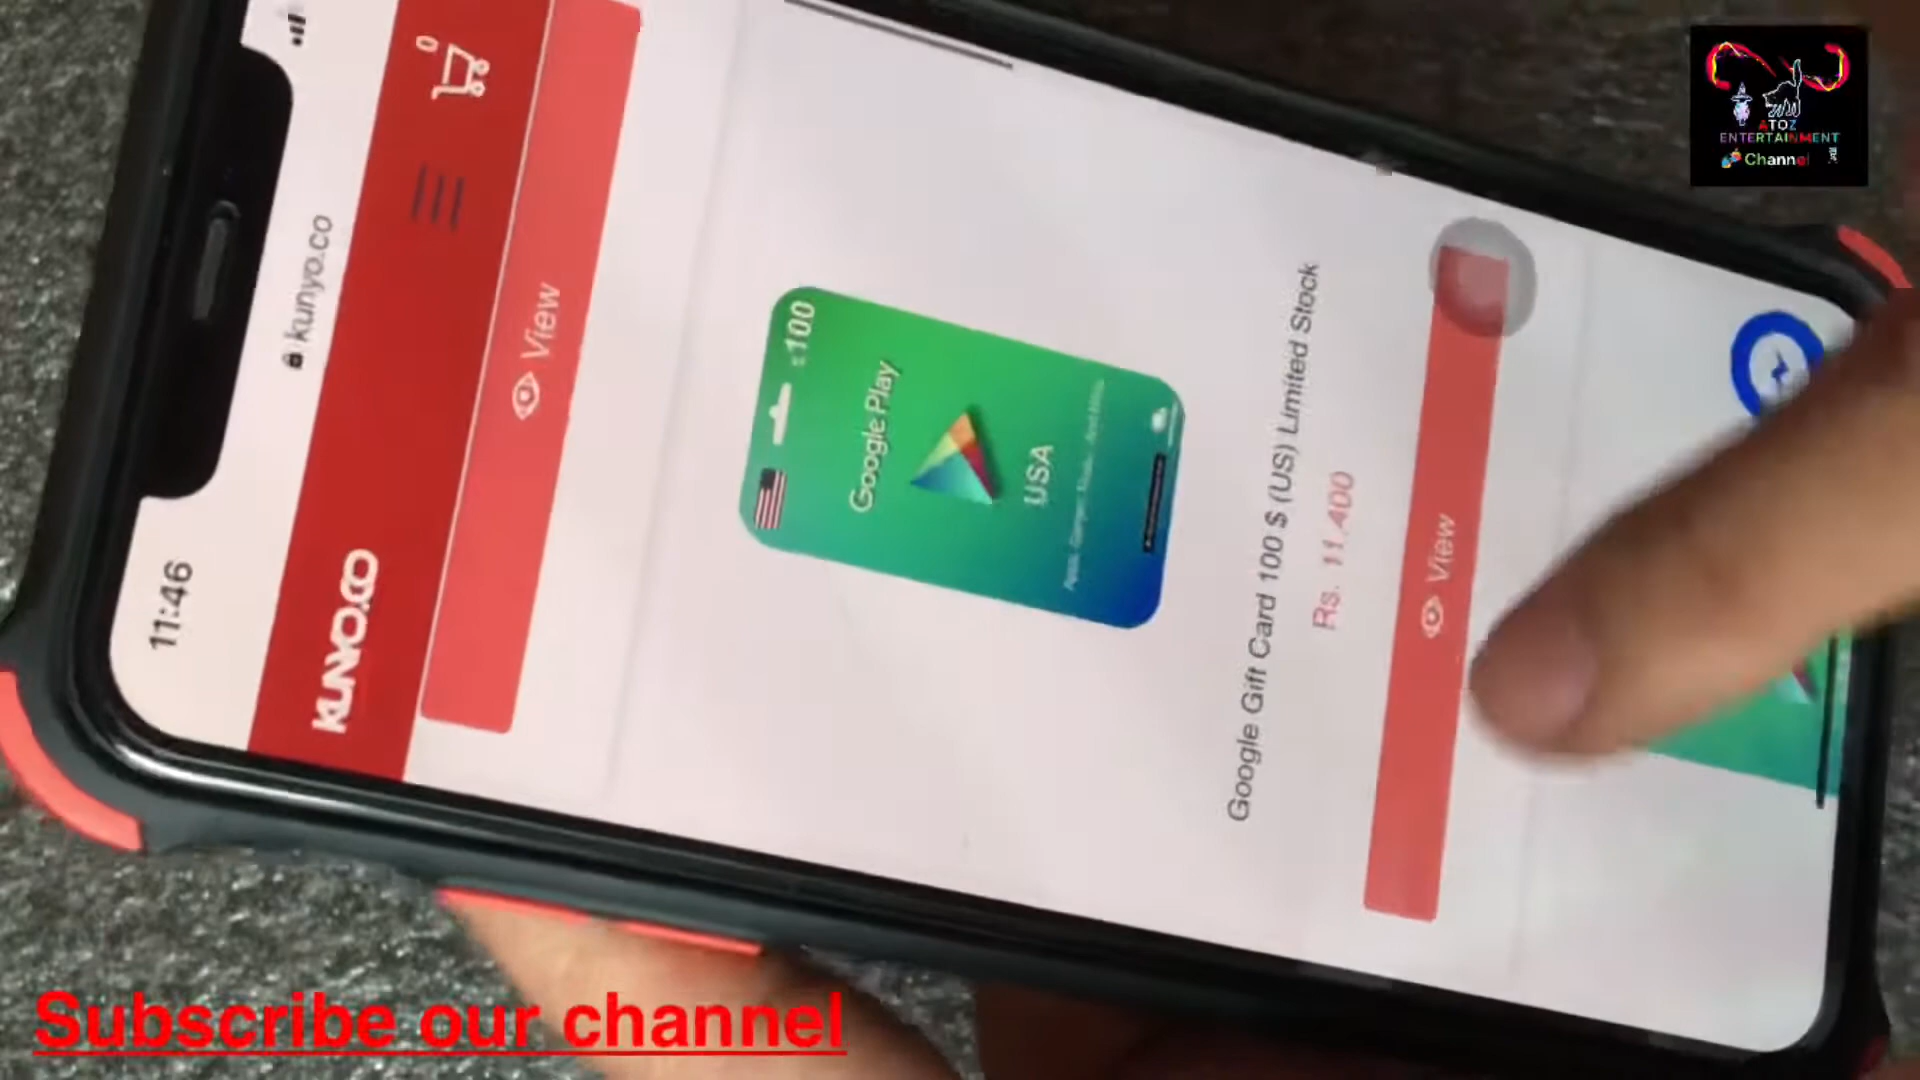 11:46
kunyo.co
KUNYO.CO
0
View
100
Google Play
USA
Google Gift Card 100 $ (US) Limited Stock
Rs. 11,400
View
ATOZ
ENTERTAINMENT
Channel
Subscribe our channel